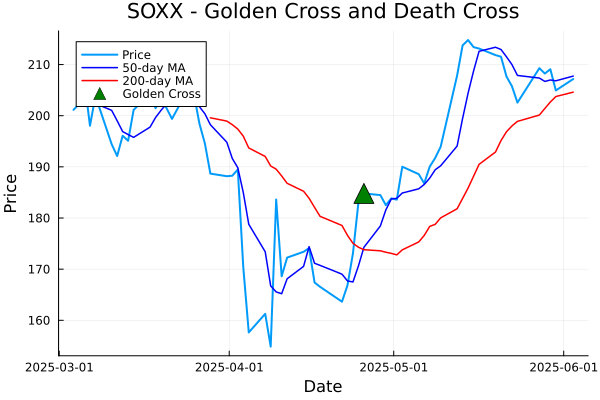 SOXX - Golden Cross and Death Cross
Price
50-day MA
200-day MA
Golden Cross
210
200
190
180
170
160
Price
2025-03-01
2025-04-01
2025-05-01
2025-06-01
Date